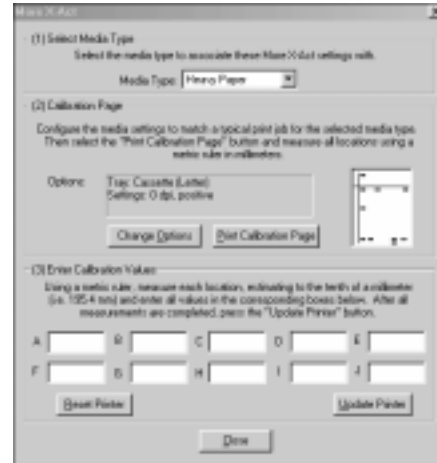 More X-Act
(1) Select Media Type
Select the media type to associate these More X-Act settings with.
Media Type: Heavy Paper
(2) Calibration Page
Configure the media settings to match a typical print job for the selected media type.
Then select the "Print Calibration Page" button and measure all locations using a
metric ruler in millimeters.
Options: Tray: Cassette (Letter)
Settings: 0 dpi, positive
Change Options Print Calibration Page
(3) Enter Calibration Values
Using a metric ruler, measure each location, estimating to the tenth of a millimeter
(i.e. 195.4 mm) and enter all values in the corresponding boxes below. After all
measurements are completed, press the "Update Printer" button.
A B C D E
F G H I J
Reset Printer Update Printer
Close